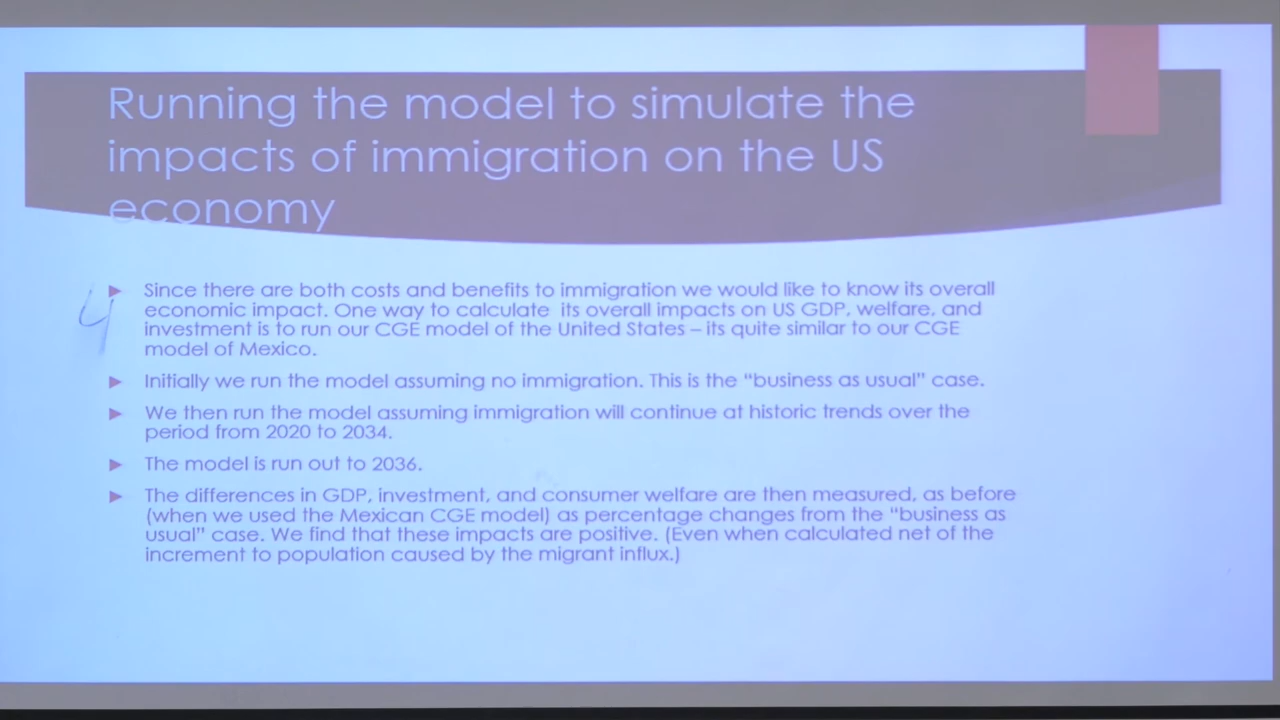 Running the model to simulate the
impacts of immigration on the US
economy
4
► Since there are both costs and benefits to immigration we would like to know its overall
economic impact. One way to calculate its overall impacts on US GDP, welfare, and
investment is to run our CGE model of the United States – its quite similar to our CGE
model of Mexico.
► Initially we run the model assuming no immigration. This is the “business as usual” case.
► We then run the model assuming immigration will continue at historic trends over the
period from 2020 to 2034.
► The model is run out to 2036.
► The differences in GDP, investment, and consumer welfare are then measured, as before
(when we used the Mexican CGE model) as percentage changes from the “business as
usual” case. We find that these impacts are positive. (Even when calculated net of the
increment to population caused by the migrant influx.)